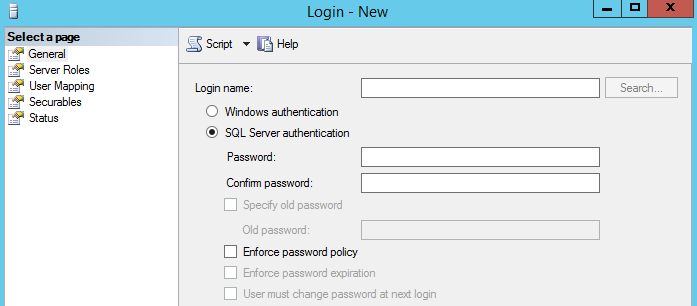 Login - New
Select a page
General
Server Roles
User Mapping
Securables
Status
Script Help
Login name: Search...
Windows authentication
SQL Server authentication
Password:
Confirm password:
Specify old password
Old password:
Enforce password policy
Enforce password expiration
User must change password at next login